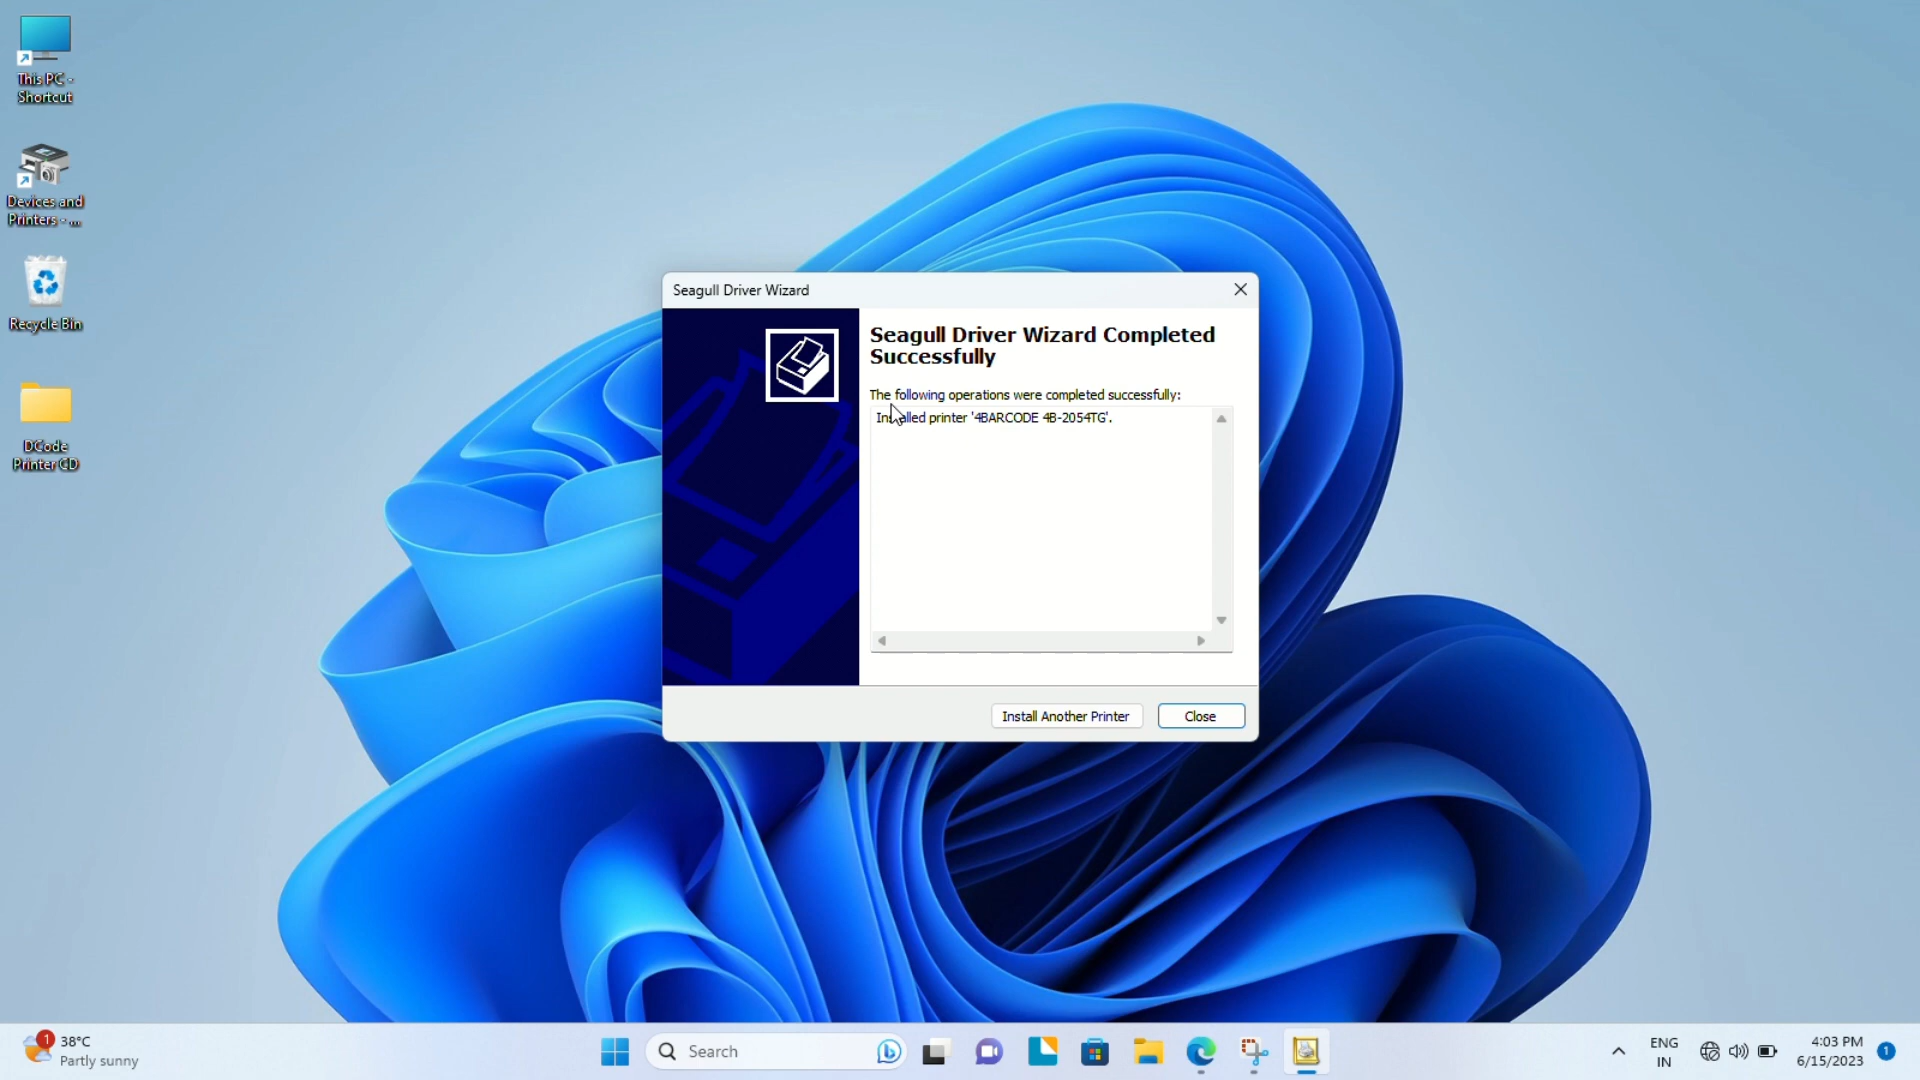 This PC -
Shortcut
Devices and
Printers - ...
Recycle Bin
DCode
Printer CD
Seagull Driver Wizard
Seagull Driver Wizard Completed
Successfully
The following operations were completed successfully:
Installed printer '4BARCODE 4B-2054TG'.
Install Another Printer
Close
1
38°C
Partly sunny
Search
ENG
IN
4:03 PM
6/15/2023
1